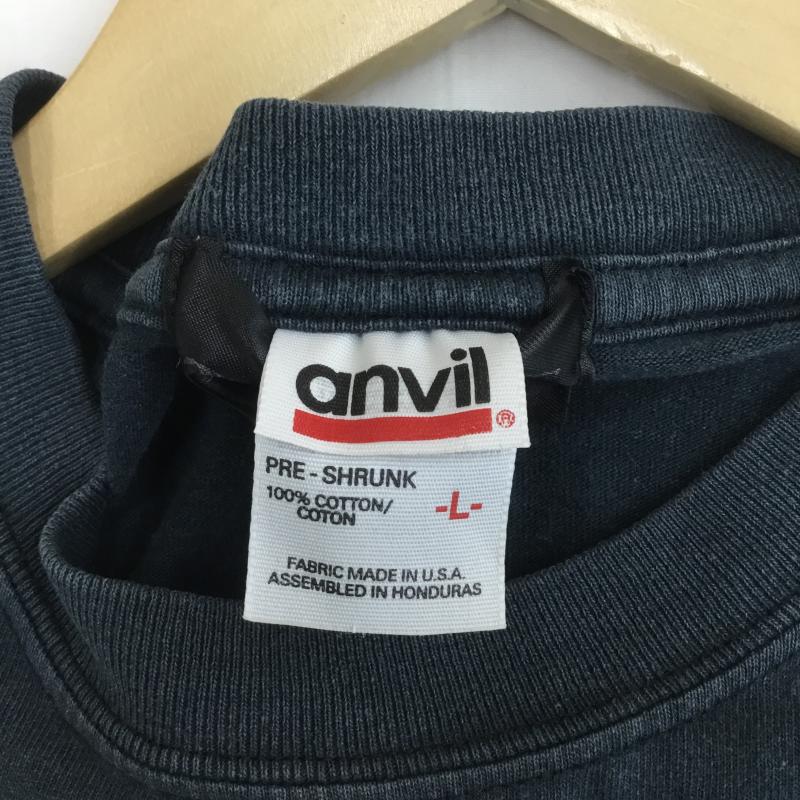 anvil ®
PRE-SHRUNK
100% COTTON/
COTON
-L-
FABRIC MADE IN U.S.A.
ASSEMBLED IN HONDURAS